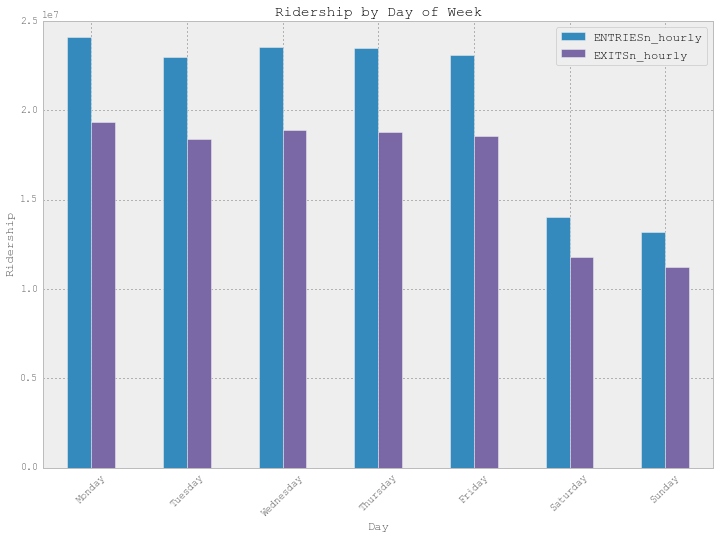 Ridership by Day of Week
1e7
2.5
2.0
1.5
1.0
0.5
0.0
Ridership
ENTRIESn_hourly
EXITSn_hourly
Monday
Tuesday
Wednesday
Thursday
Friday
Saturday
Sunday
Day